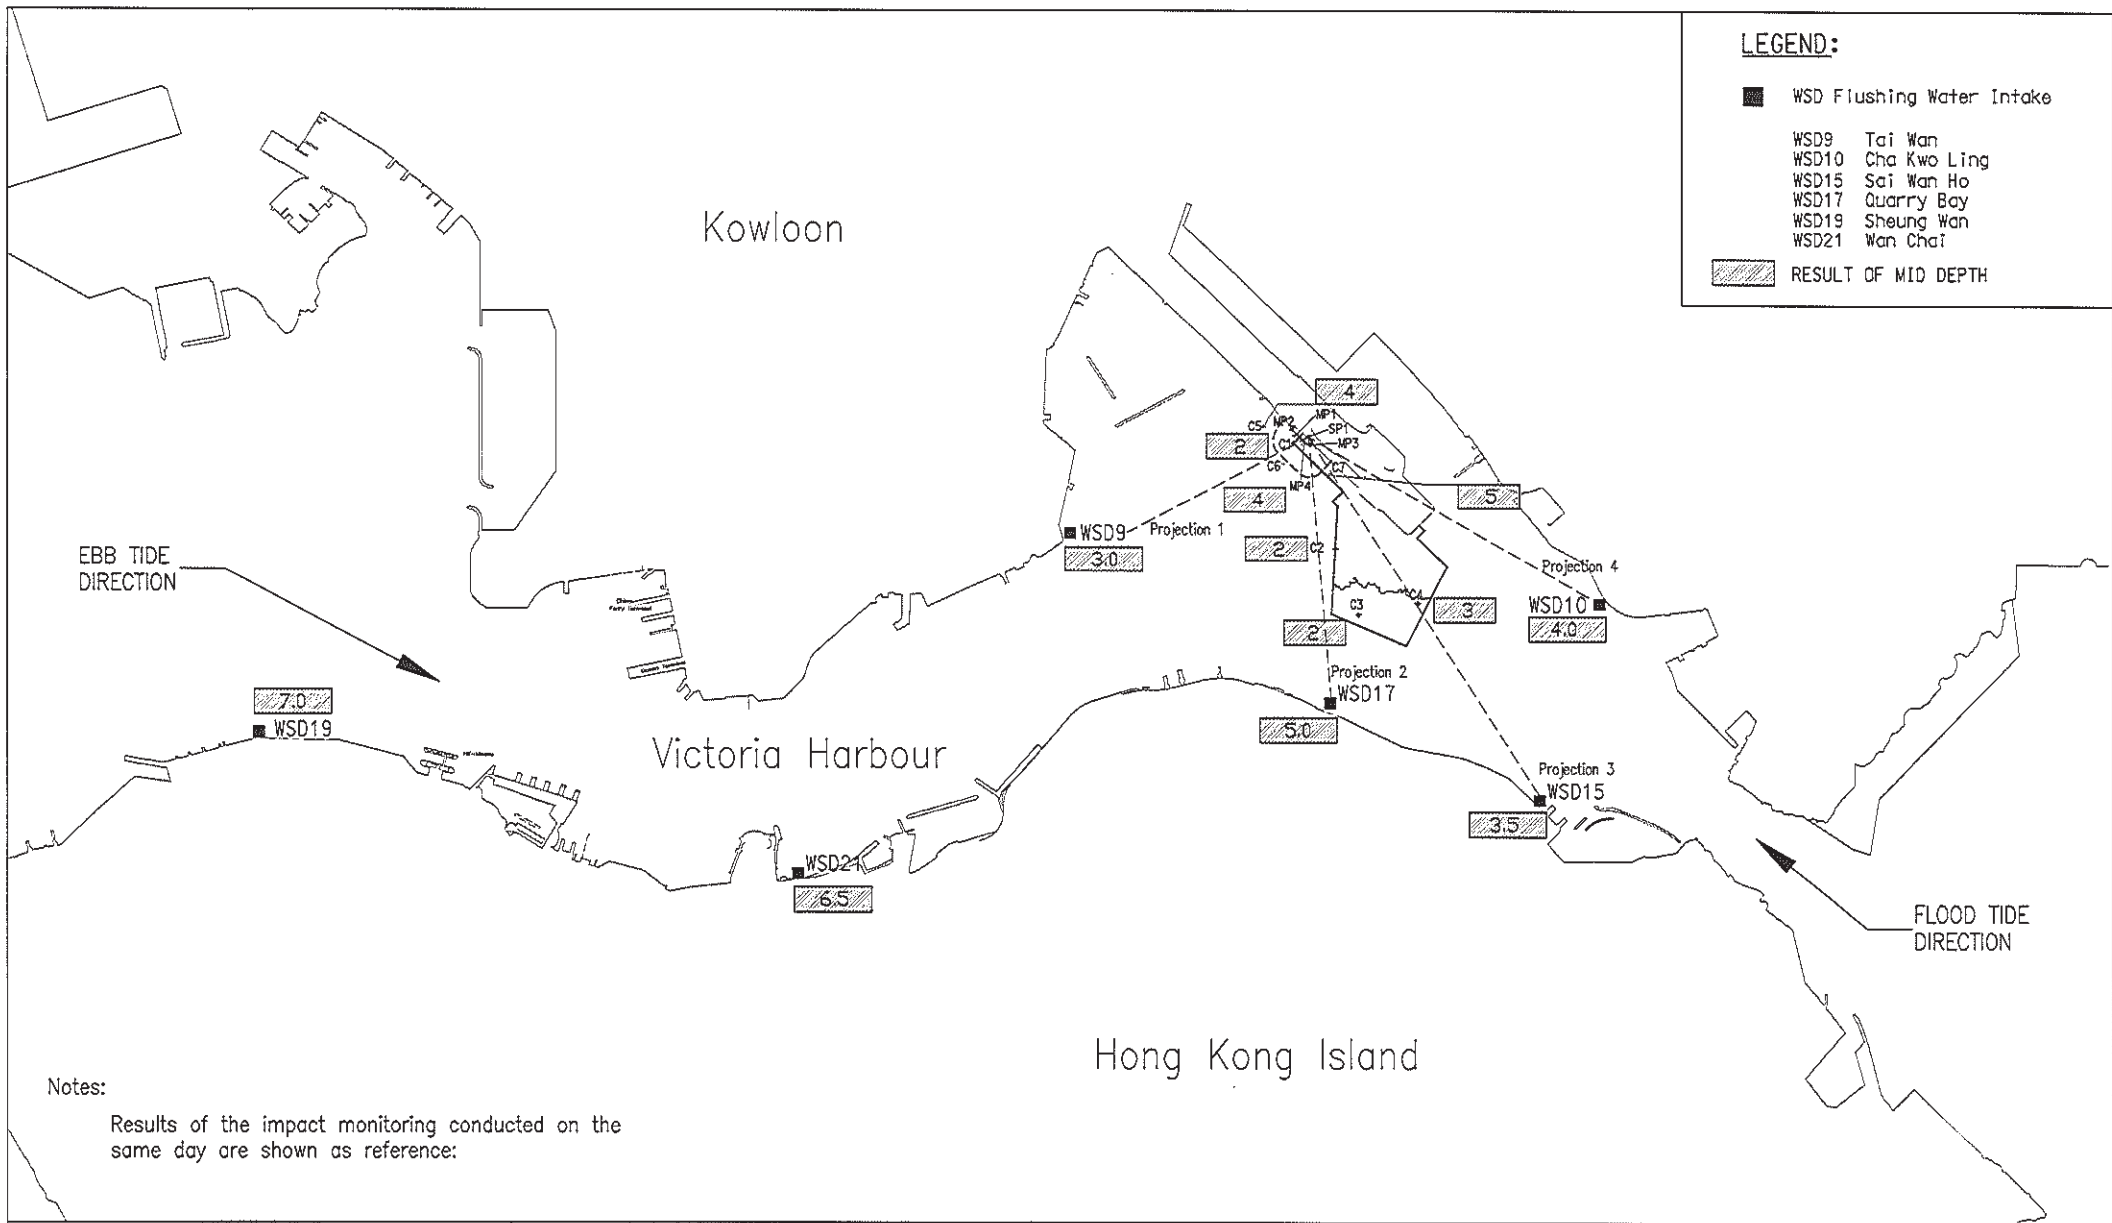 LEGEND:
WSD Flushing Water Intake
WSD9 Tai Wan
WSD10 Cha Kwo Ling
WSD15 Sai Wan Ho
WSD17 Quarry Bay
WSD19 Sheung Wan
WSD21 Wan Chai
RESULT OF MID DEPTH
Kowloon
4
MP1
MP2
C5
SP1
2
C1
MP3
C6
C7
MP4
4
5
WSD9
Projection 1
3.0
2
C2
EBB TIDE
DIRECTION
Projection 4
WSD10
4.0
C4
C3
3
2
Projection 2
WSD17
5.0
7.0
WSD19
Victoria Harbour
Projection 3
WSD15
3.5
WSD21
6.5
FLOOD TIDE
DIRECTION
Hong Kong Island
Notes:
Results of the impact monitoring conducted on the
same day are shown as reference: